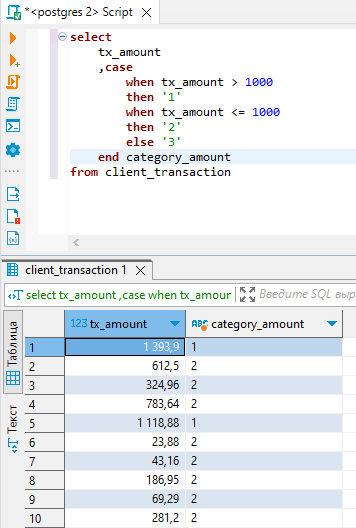 *<postgres 2> Script
select
tx_amount
,case
when tx_amount > 1000
then '1'
when tx_amount <= 1000
then '2'
else '3'
end category_amount
from client_transaction
client_transaction 1
select tx_amount ,case when tx_amoun
Введите SQL выр
Таблица
Текст
123 tx_amount ABC category_amount
1 1 393,9 1
2 612,5 2
3 324,96 2
4 783,64 2
5 1 118,88 1
6 23,88 2
7 43,16 2
8 186,95 2
9 69,29 2
10 281,2 2